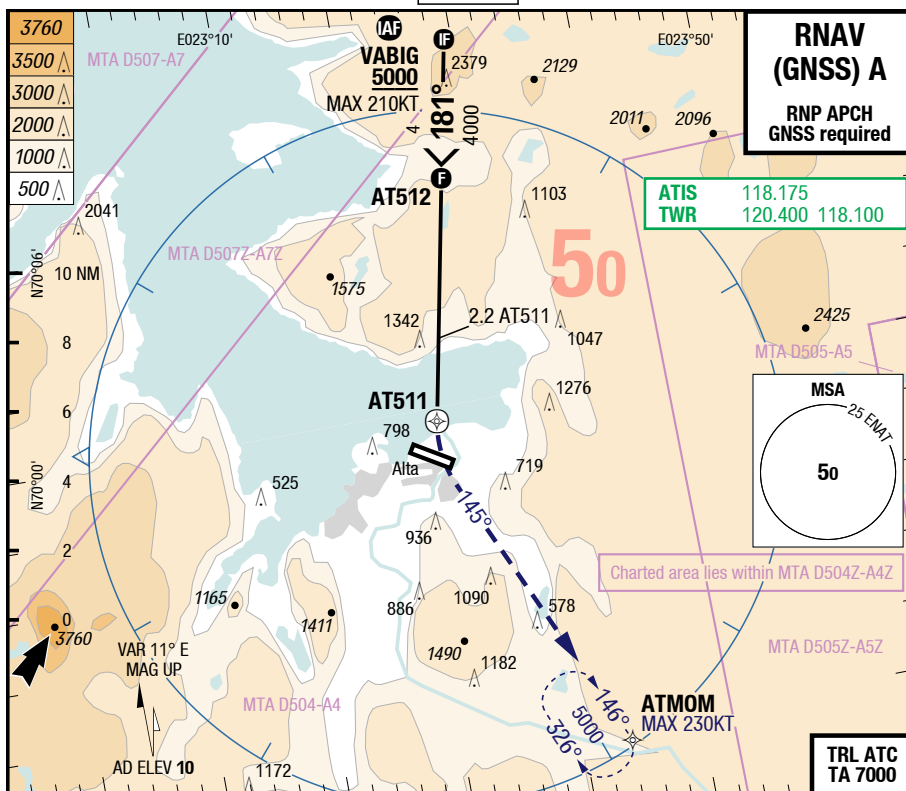 3760
3500
3000
2000
1000
500
MTA D507-A7
E023°10'
IAF
VABIG
5000
MAX 210KT
IF
2379
4
181°
4000
2129
E023°50'
2011
2096
RNAV
(GNSS) A
RNP APCH
GNSS required
F
AT512
1103
ATIS 118.175
TWR 120.400 118.100
2041
MTA D507Z-A7Z
N70°06'
10 NM
1575
50
2425
1342
2.2 AT511
1047
8
MTA D505-A5
1276
6
AT511
MSA
25 ENAT
50
798
Alta
719
N70°00'
4
525
145°
936
2
Charted area lies within MTA D504Z-A4Z
1165
1411
886
1090
578
0
3760
1490
1182
MTA D505Z-A5Z
VAR 11° E
MAG UP
MTA D504-A4
146°
5000
326°
ATMOM
MAX 230KT
AD ELEV 10
1172
TRL ATC
TA 7000